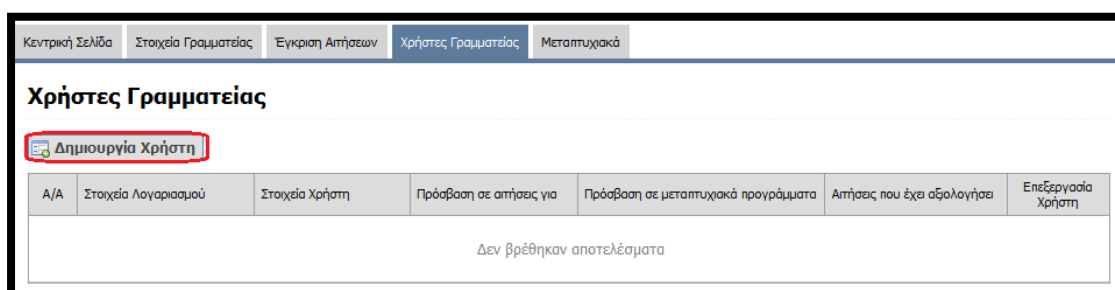 Κεντρική Σελίδα Στοιχεία Γραμματείας Έγκριση Αιτήσεων Χρήστες Γραμματείας Μεταπτυχιακά
Χρήστες Γραμματείας
Δημιουργία Χρήστη
Α/Α Στοιχεία Λογαριασμού Στοιχεία Χρήστη Πρόσβαση σε αιτήσεις για Πρόσβαση σε μεταπτυχιακά προγράμματα Αιτήσεις που έχει αξιολογήσει Επεξεργασία
Χρήστη
Δεν βρέθηκαν αποτελέσματα